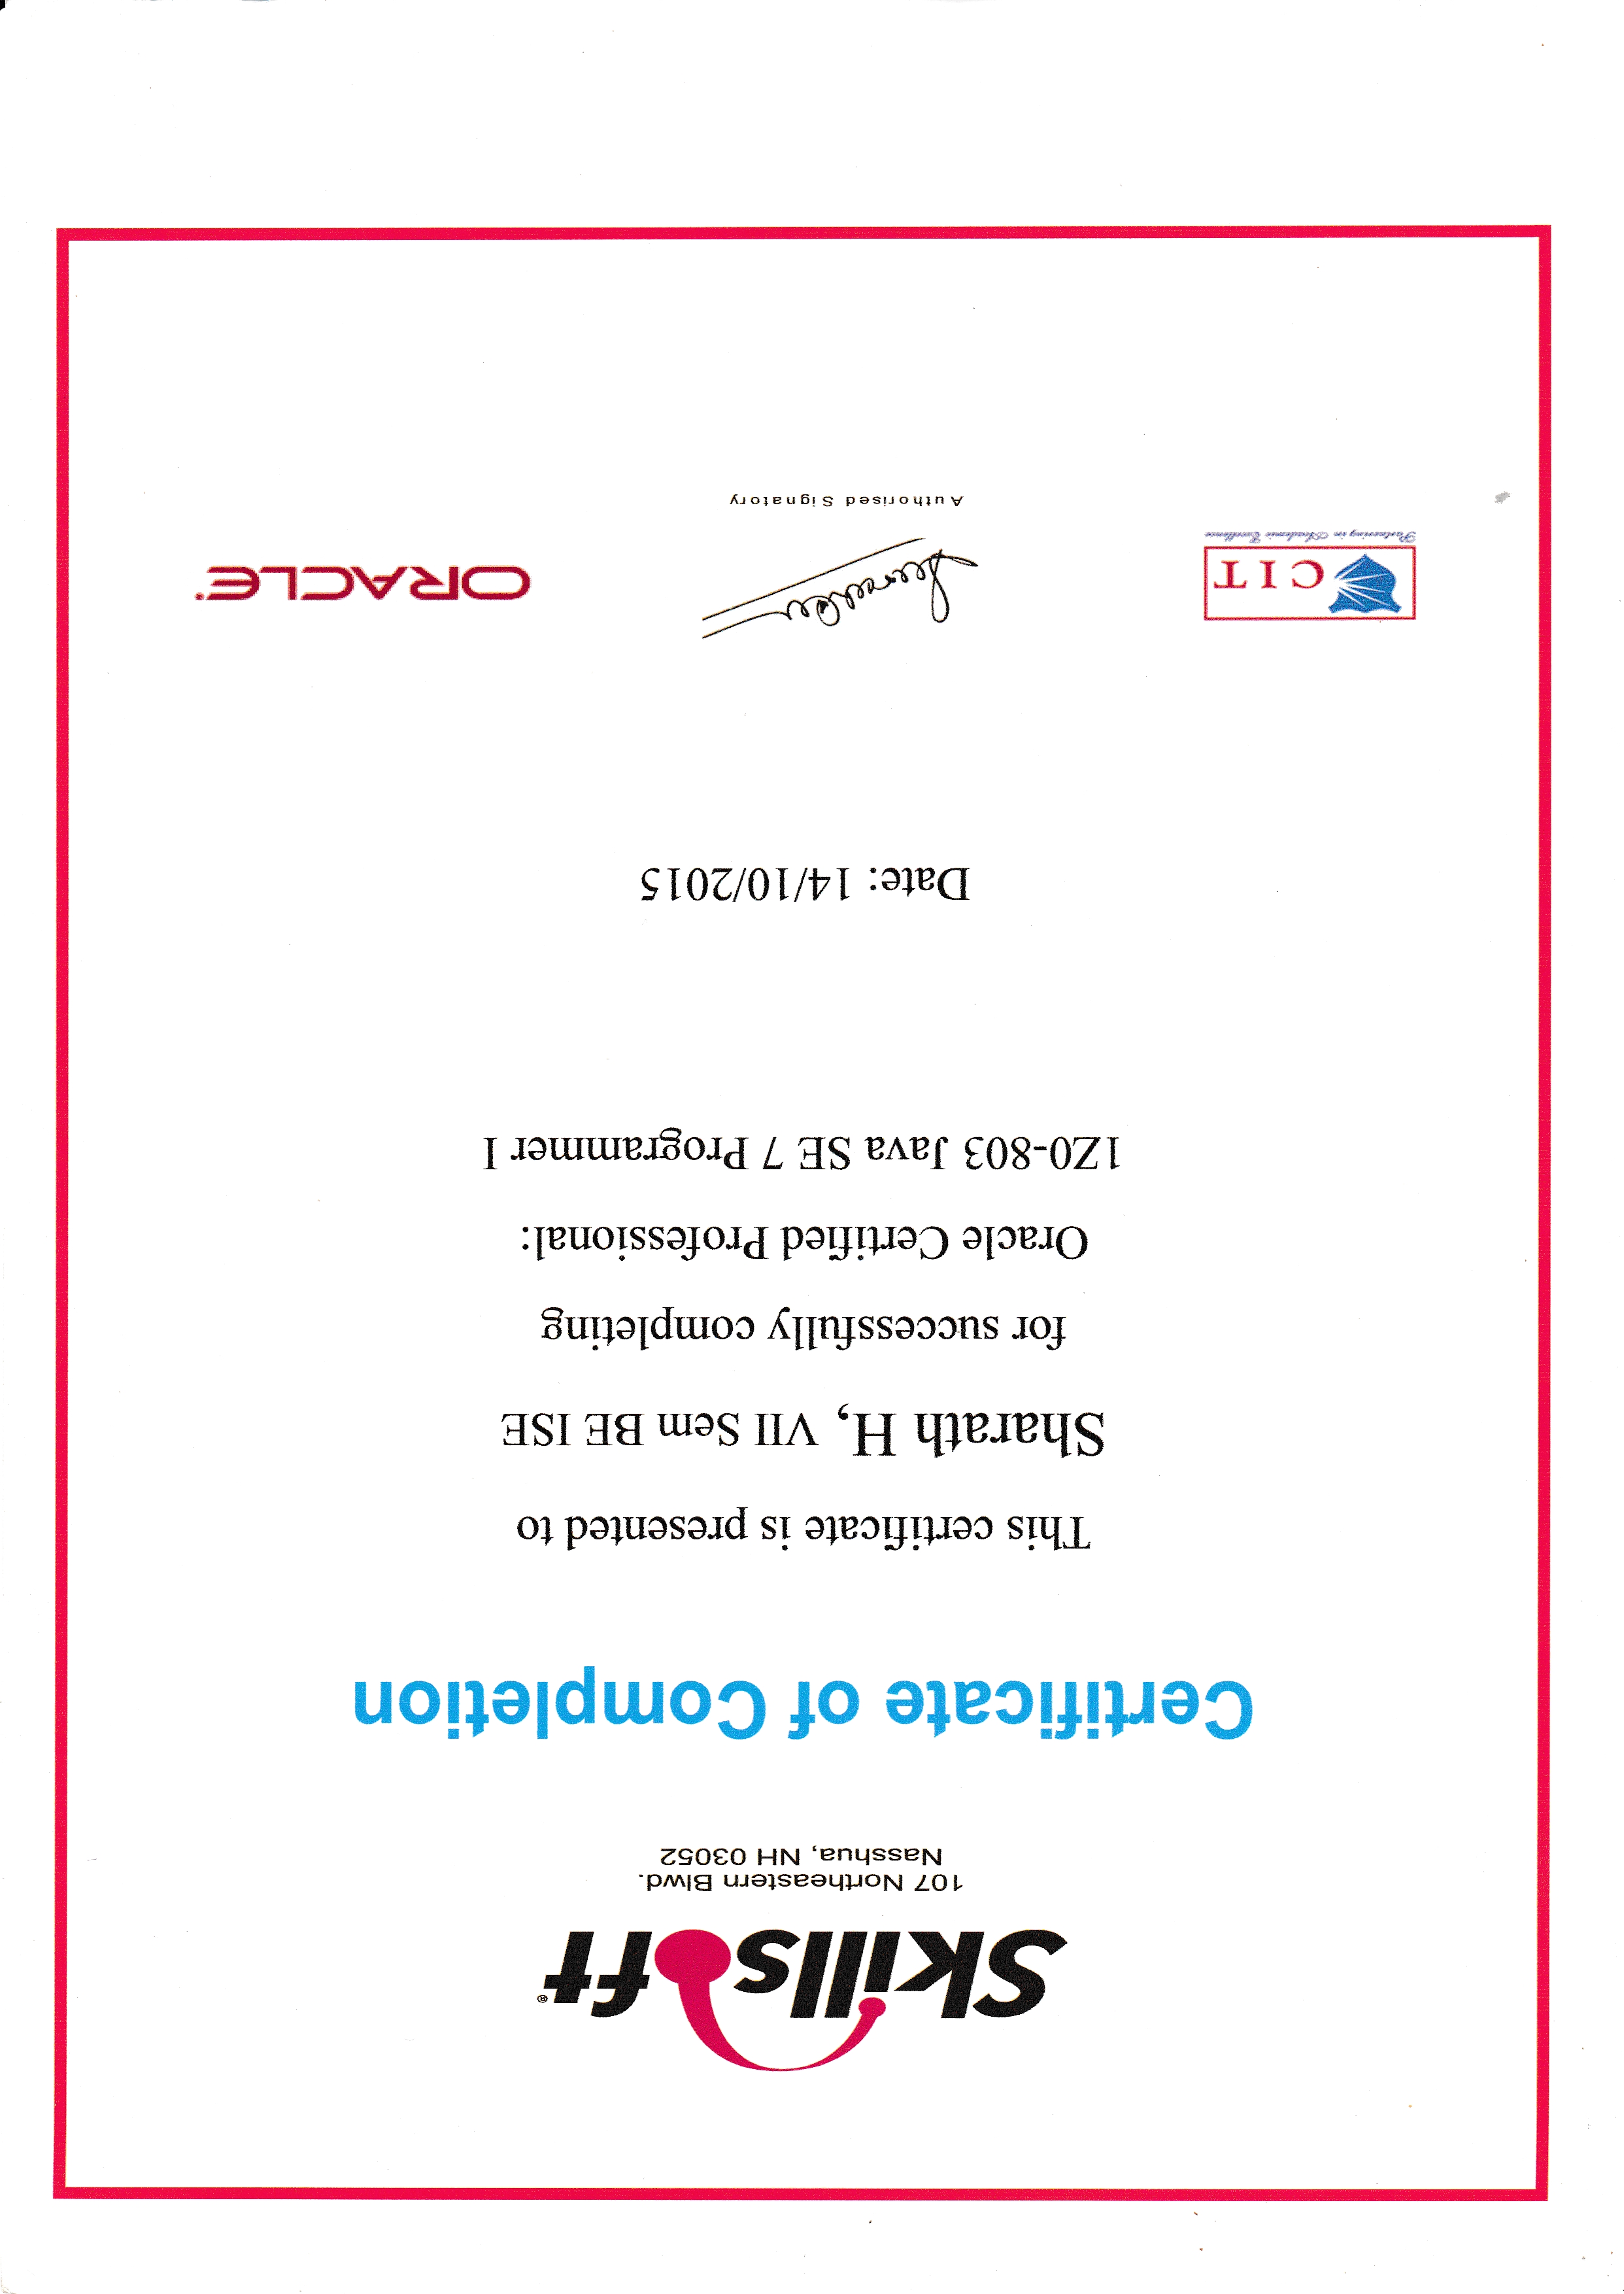 Skillsoft®
107 Northeastern Blwd.
Nasshua, NH 03052
Certificate of Completion
This certificate is presented to
Sharath H, VII Sem BE ISE
for successfully completing
Oracle Certified Professional:
1Z0-803 Java SE 7 Programmer I
Date: 14/10/2015
CIT
Partnering in Academic Excellence
ORACLE
Authorised Signatory